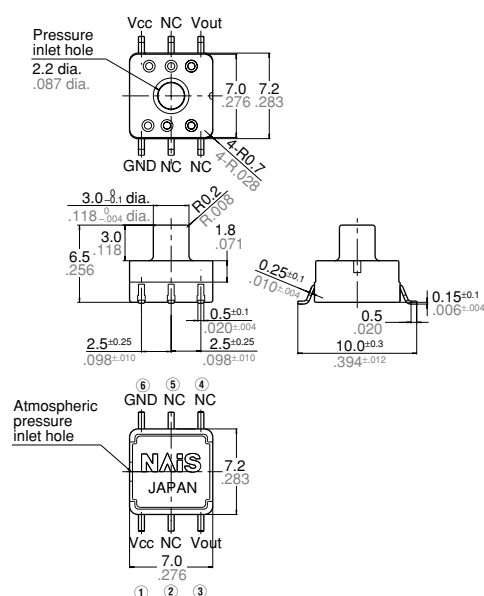 Vcc NC Vout
Pressure
inlet hole
2.2 dia.
.087 dia.
7.0
.276
7.2
.283
GND NC NC
4-R0.7
4-R.028
3.0 0 -0.1 dia.
.118 0 -.004 dia.
R0.2
R.008
3.0
.118
6.5
.256
1.8
.071
0.5±0.1
.020±.004
2.5±0.25
.098±.010
2.5±0.25
.098±.010
0.25±0.1
.010±.004
0.15±0.1
.006±.004
0.5
.020
10.0±0.3
.394±.012
⑥ ⑤ ④
GND NC NC
Atmospheric
pressure
inlet hole
NAiS
JAPAN
7.2
.283
Vcc NC Vout
7.0
.276
① ② ③